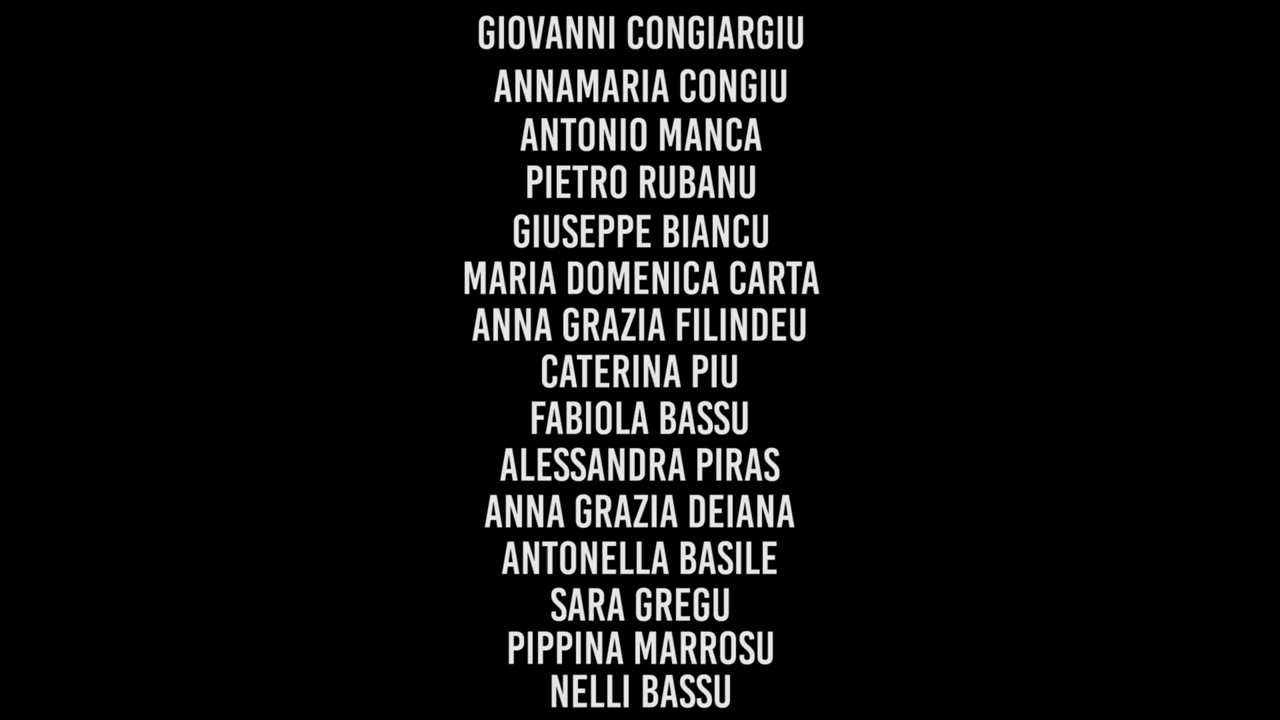 GIOVANNI CONGIARGIU
ANNAMARIA CONGIU
ANTONIO MANCA
PIETRO RUBANU
GIUSEPPE BIANCU
MARIA DOMENICA CARTA
ANNA GRAZIA FILINDEU
CATERINA PIU
FABIOLA BASSU
ALESSANDRA PIRAS
ANNA GRAZIA DEIANA
ANTONELLA BASILE
SARA GREGU
PIPPINA MARROSU
NELLI BASSU